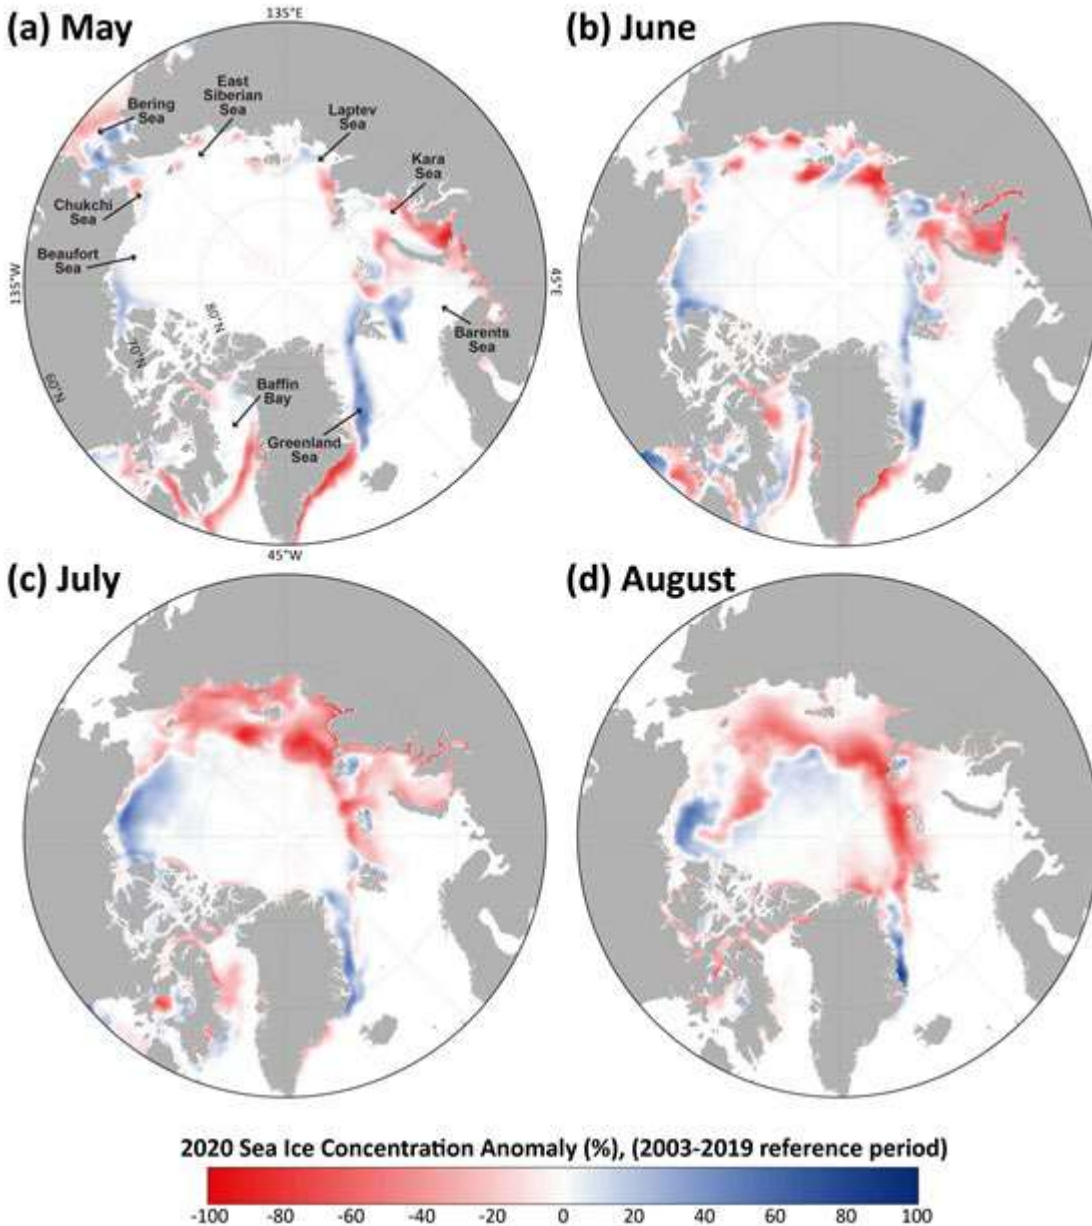 (a) May
135°E
(b) June
Bering
Sea
East
Siberian
Sea
Laptev
Sea
Kara
Sea
Chukchi
Sea
Beaufort
Sea
135°W
45°E
80°N
70°N
60°N
Barents
Sea
Baffin
Bay
Greenland
Sea
45°W
(c) July
(d) August
2020 Sea Ice Concentration Anomaly (%), (2003-2019 reference period)
-100 -80 -60 -40 -20 0 20 40 60 80 100